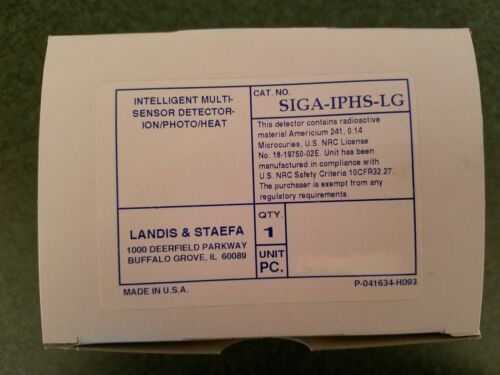 INTELLIGENT MULTI-
SENSOR DETECTOR-
ION/PHOTO/HEAT
CAT. NO.
SIGA-IPHS-LG
This detector contains radioactive
material Americium 241, 0.14
Microcuries, U.S. NRC License
No. 18-19750-02E. Unit has been
manufactured in compliance with
U.S. NRC Safety Criteria 10CFR32.27.
The purchaser is exempt from any
regulatory requirements.
LANDIS & STAEFA
1000 DEERFIELD PARKWAY
BUFFALO GROVE, IL 60089
QTY.
1
UNIT
PC.
MADE IN U.S.A.
P-041634-H093